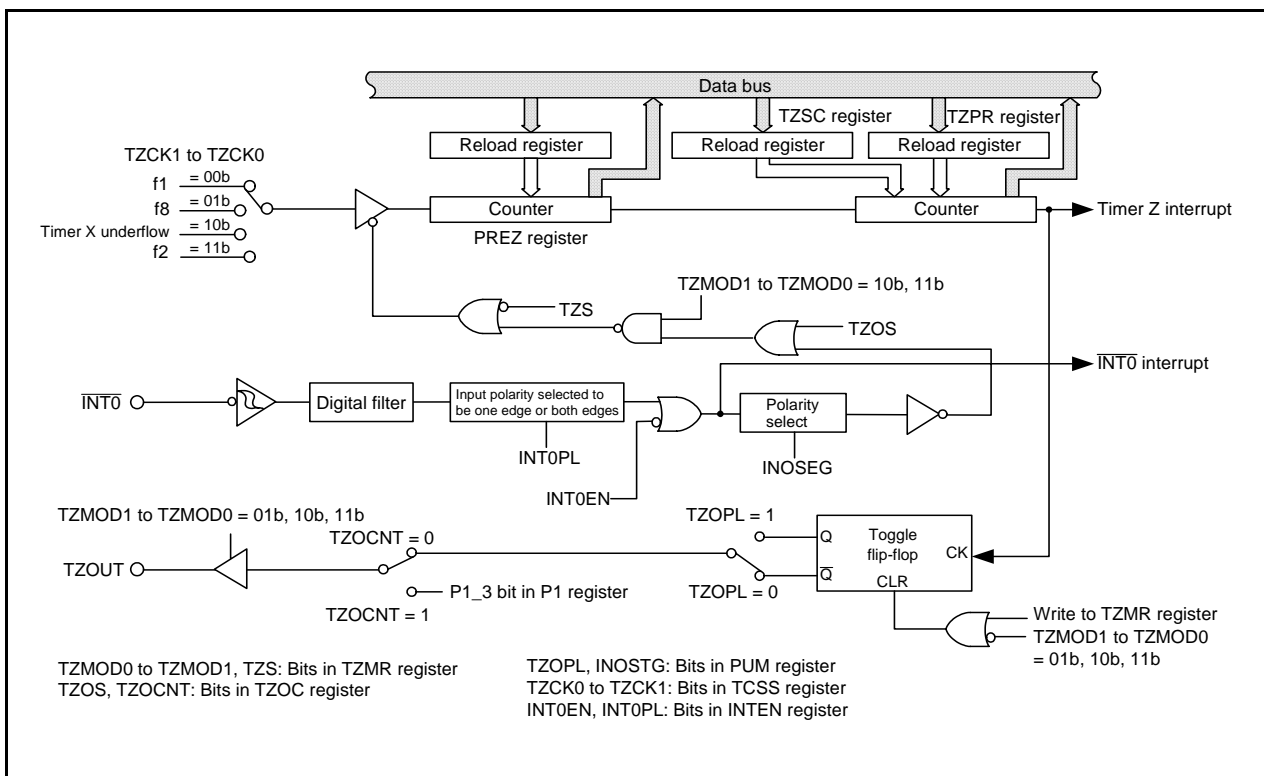 Data bus
TZSC register
TZPR register
Reload register
Reload register
Reload register
TZCK1 to TZCK0
f1
= 00b
f8
= 01b
Timer X underflow
= 10b
f2
= 11b
Counter
Counter
Timer Z interrupt
PREZ register
TZMOD1 to TZMOD0 = 10b, 11b
TZS
TZOS
INT0 interrupt
INT0
Digital filter
Input polarity selected to
be one edge or both edges
Polarity
select
INT0PL
INOSEG
INT0EN
TZMOD1 to TZMOD0 = 01b, 10b, 11b
TZOCNT = 0
TZOPL = 1
Q
Toggle
flip-flop
CK
TZOUT
Q
CLR
P1_3 bit in P1 register
TZOPL = 0
TZOCNT = 1
Write to TZMR register
TZMOD1 to TZMOD0
= 01b, 10b, 11b
TZMOD0 to TZMOD1, TZS: Bits in TZMR register
TZOS, TZOCNT: Bits in TZOC register
TZOPL, INOSTG: Bits in PUM register
TZCK0 to TZCK1: Bits in TCSS register
INT0EN, INT0PL: Bits in INTEN register